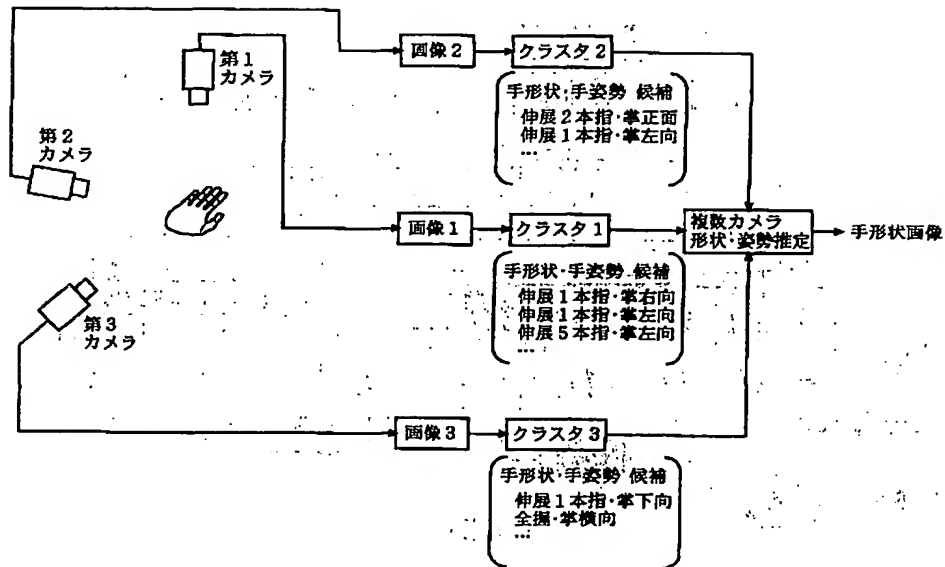 第1
カメラ
第2
カメラ
第3
カメラ
画像2
クラスタ2
手形状・手姿勢 候補
伸展2本指・掌正面
伸展1本指・掌左向
…
画像1
クラスタ1
手形状・手姿勢 候補
伸展1本指・掌右向
伸展1本指・掌左向
伸展5本指・掌左向
…
複数カメラ
形状・姿勢推定
手形状画像
画像3
クラスタ3
手形状・手姿勢 候補
伸展1本指・掌下向
全握・掌横向
…